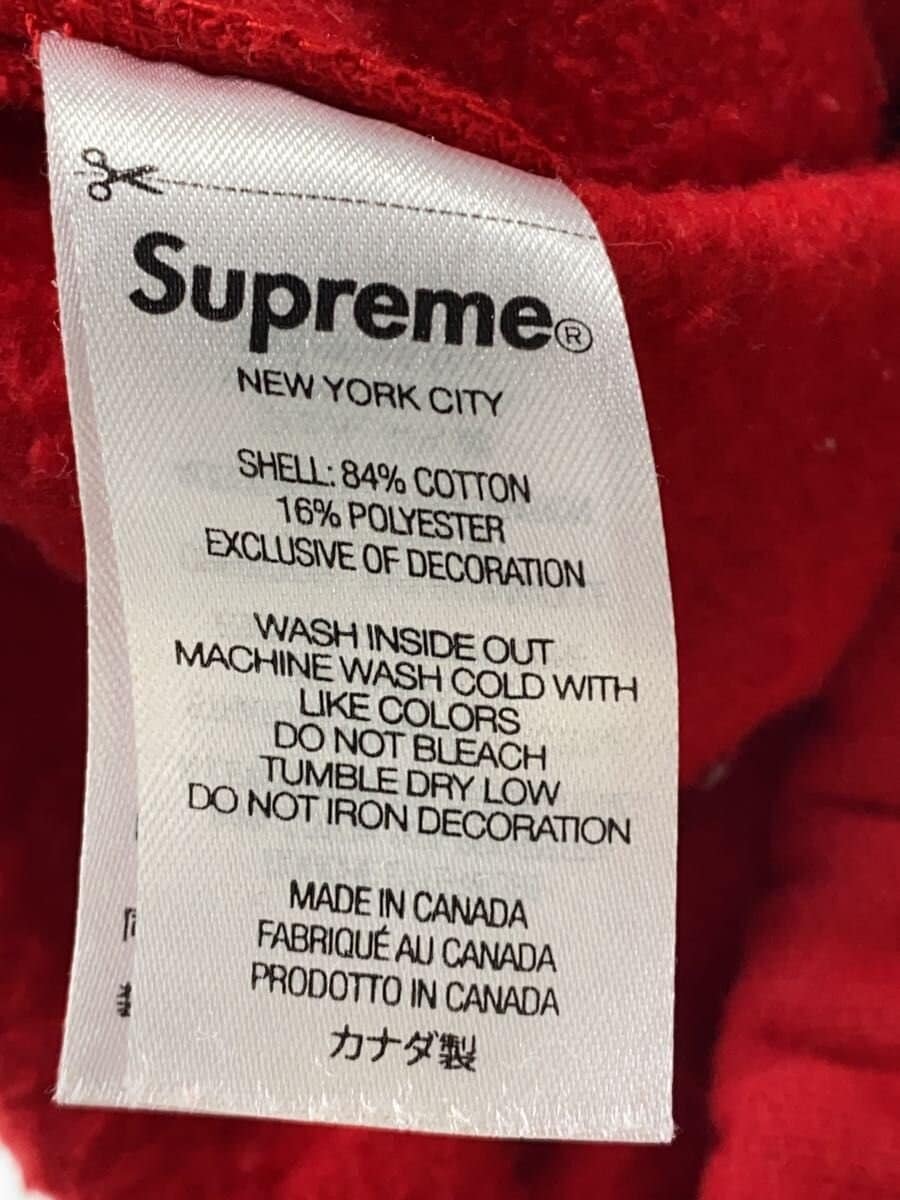 Supreme®
NEW YORK CITY
SHELL: 84% COTTON
16% POLYESTER
EXCLUSIVE OF DECORATION
WASH INSIDE OUT
MACHINE WASH COLD WITH
LIKE COLORS
DO NOT BLEACH
TUMBLE DRY LOW
DO NOT IRON DECORATION
MADE IN CANADA
FABRIQUÉ AU CANADA
PRODOTTO IN CANADA
カナダ製